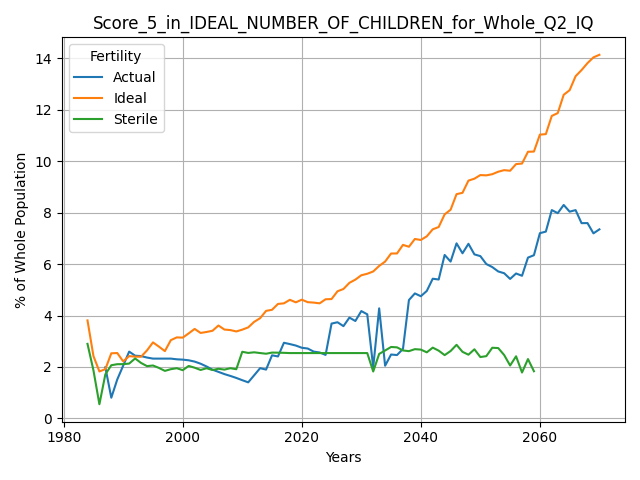 Score_5_in_IDEAL_NUMBER_OF_CHILDREN_for_Whole_Q2_IQ
Fertility
Actual
Ideal
Sterile
% of Whole Population
14
12
10
8
6
4
2
0
1980
2000
2020
2040
2060
Years